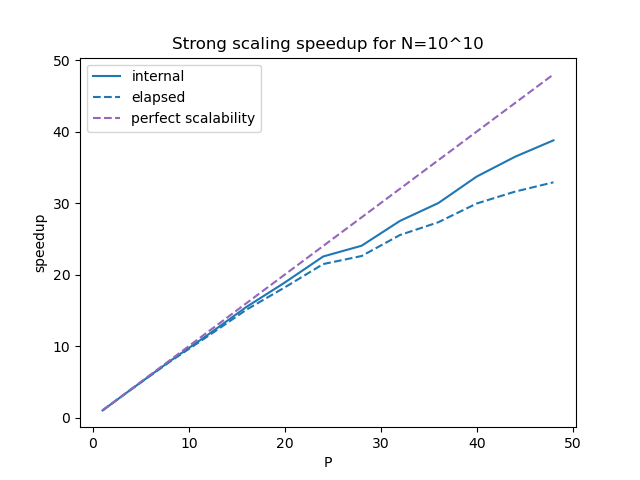 Strong scaling speedup for N=10^10
internal
elapsed
perfect scalability
50
40
30
20
10
0
speedup
0 10 20 30 40 50
P